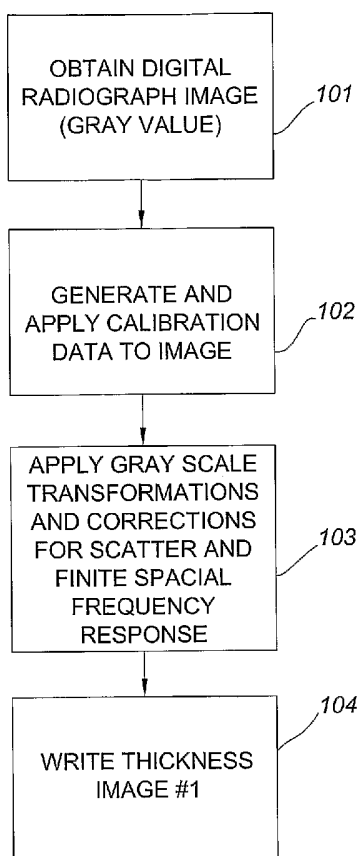 OBTAIN DIGITAL
RADIOGRAPH IMAGE
(GRAY VALUE)
101
GENERATE AND
APPLY CALIBRATION
DATA TO IMAGE
102
APPLY GRAY SCALE
TRANSFORMATIONS
AND CORRECTIONS
FOR SCATTER AND
FINITE SPACIAL
FREQUENCY
RESPONSE
103
WRITE THICKNESS
IMAGE #1
104